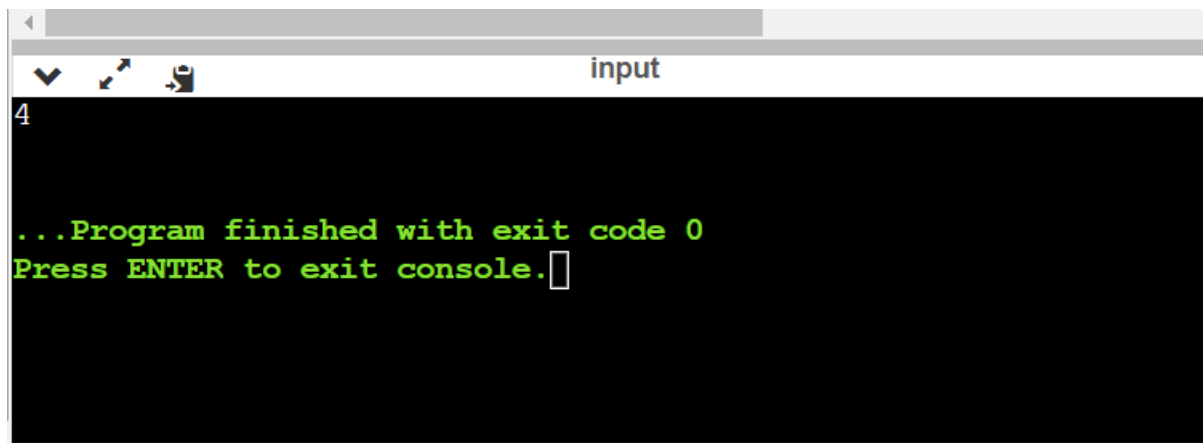 input
4
...Program finished with exit code 0
Press ENTER to exit console.